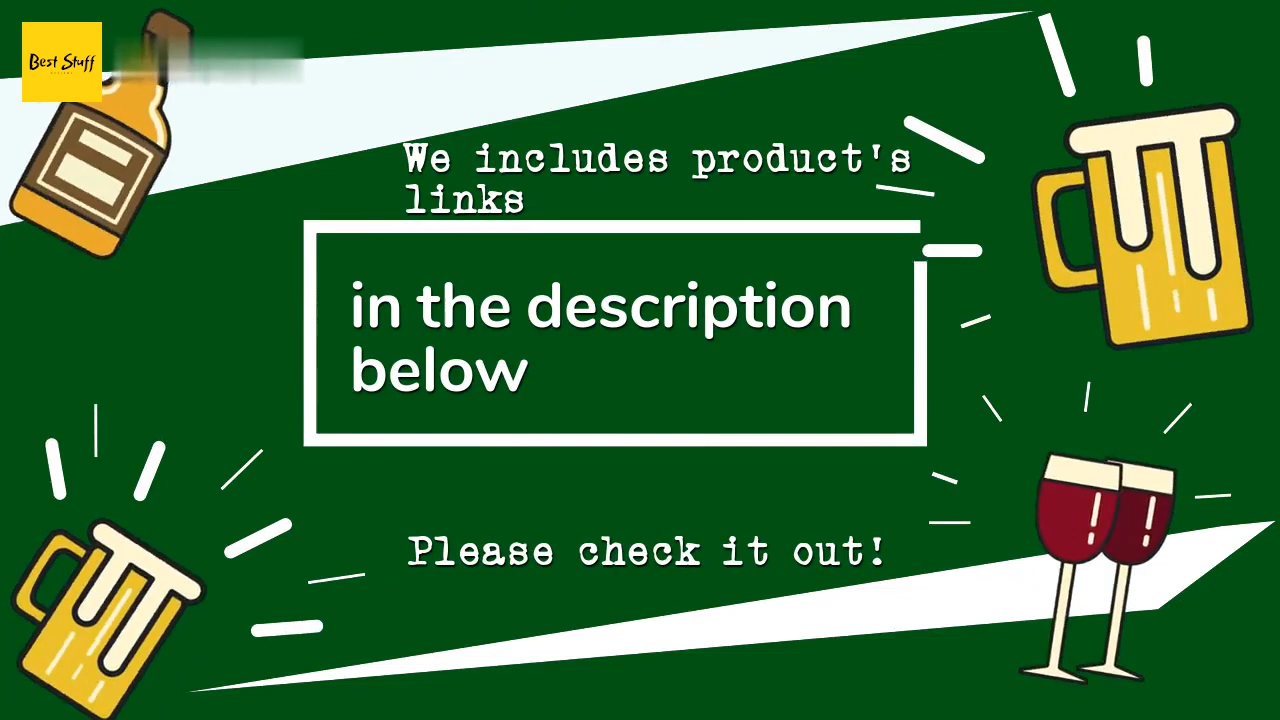 Best Stuff
We includes product's
links
in the description
below
Please check it out!